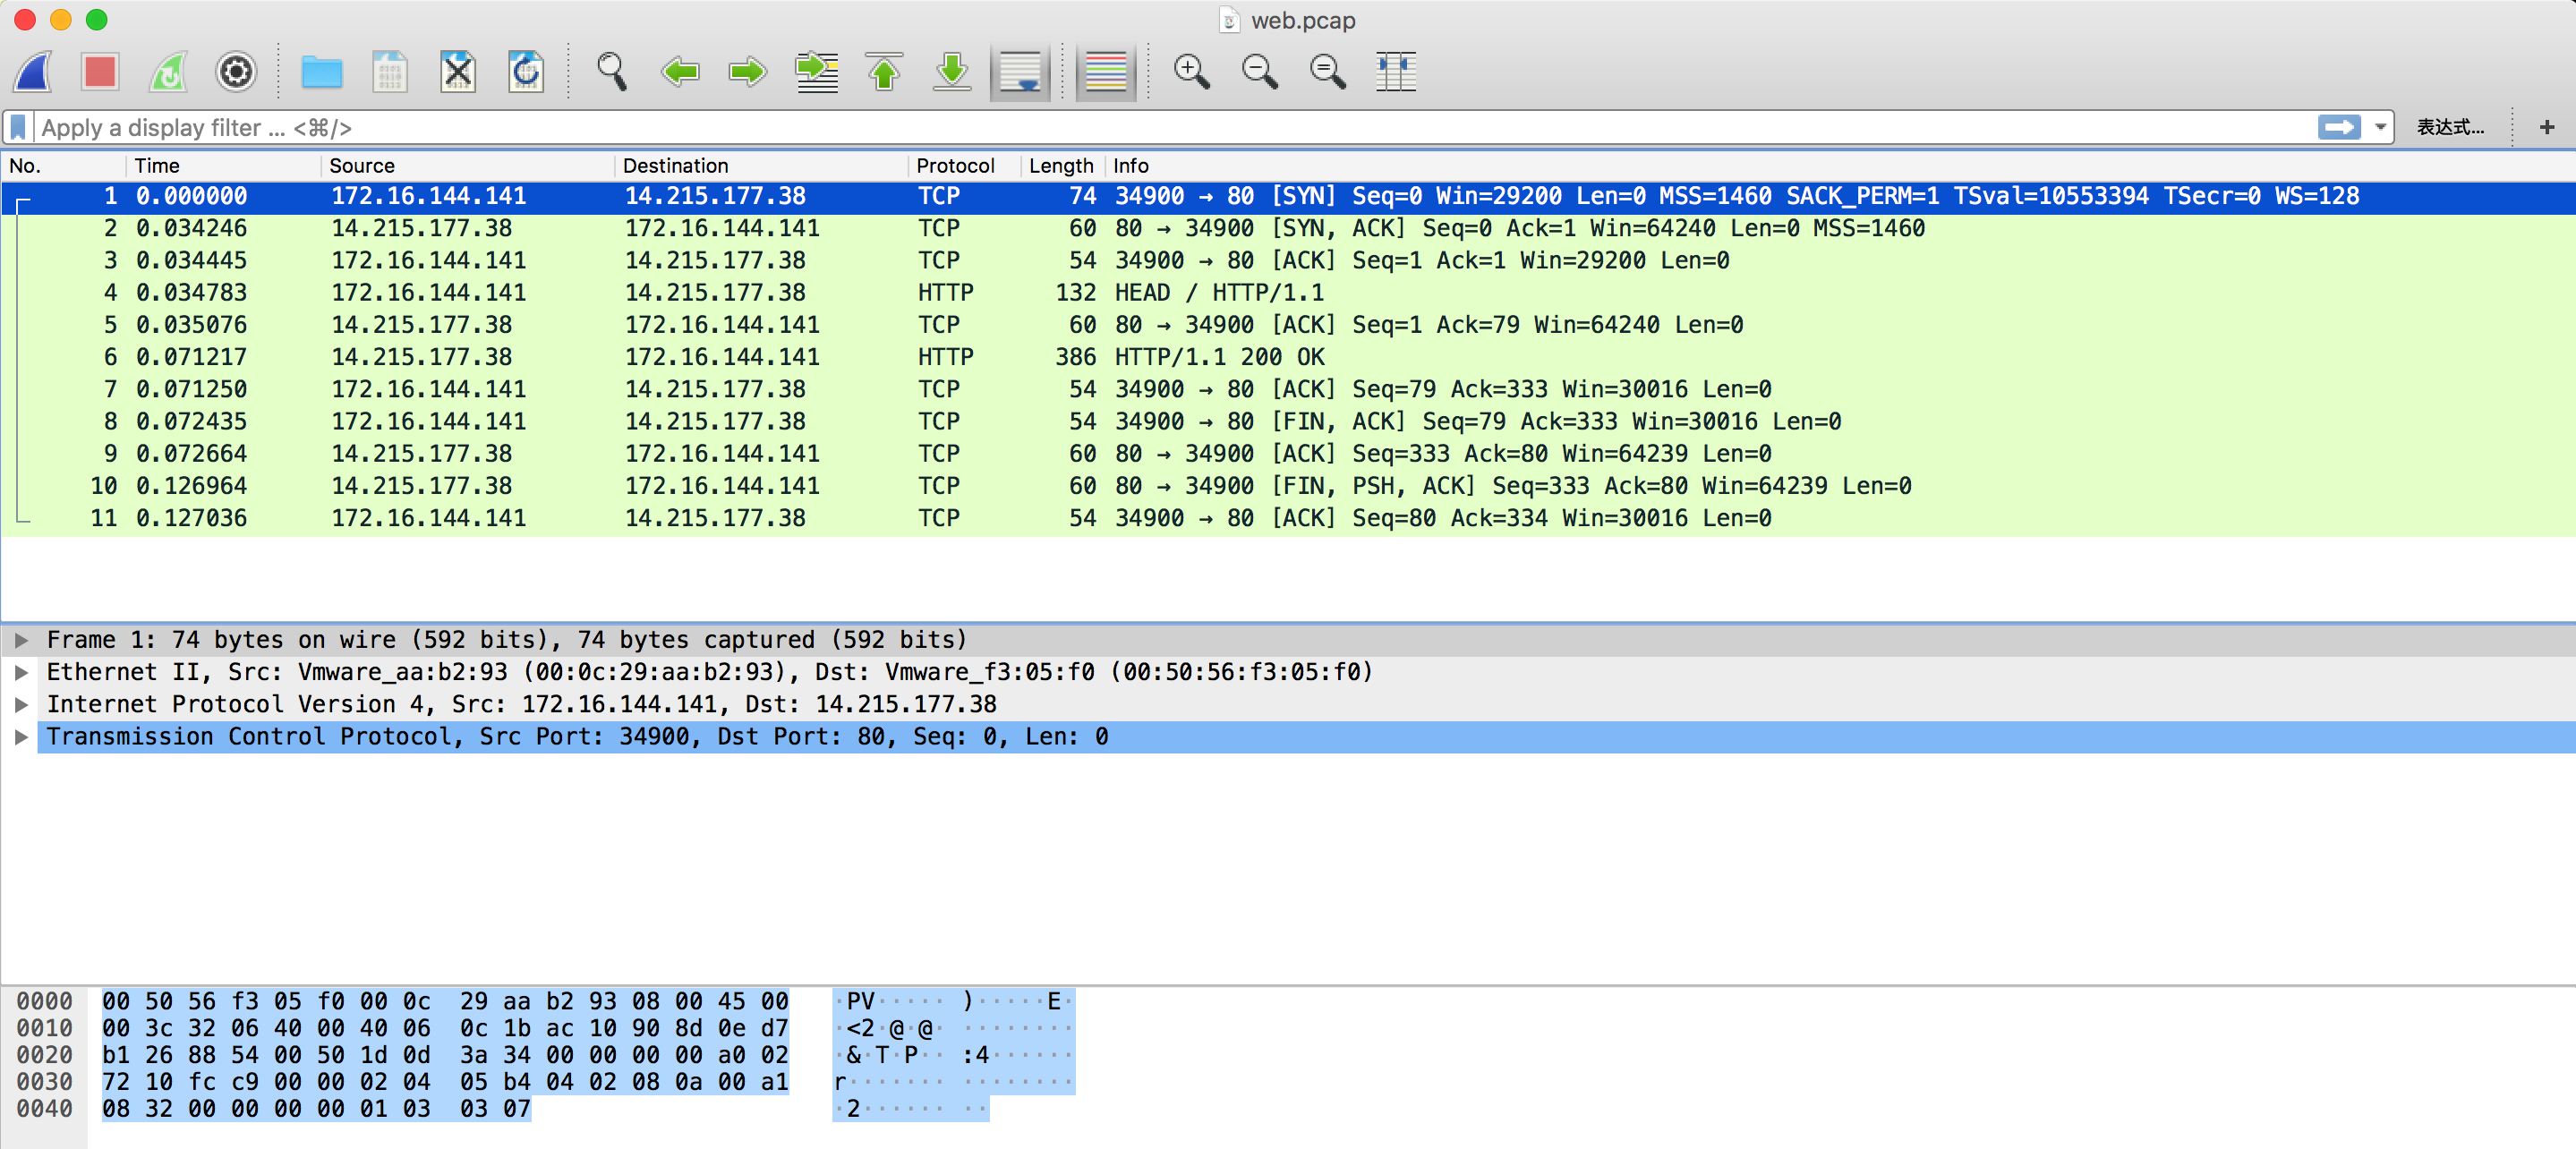 web.pcap
Apply a display filter ... <⌘/>
表达式...
+
No. Time Source Destination Protocol Length Info
1 0.000000 172.16.144.141 14.215.177.38 TCP 74 34900 → 80 [SYN] Seq=0 Win=29200 Len=0 MSS=1460 SACK_PERM=1 TSval=10553394 TSecr=0 WS=128
2 0.034246 14.215.177.38 172.16.144.141 TCP 60 80 → 34900 [SYN, ACK] Seq=0 Ack=1 Win=64240 Len=0 MSS=1460
3 0.034445 172.16.144.141 14.215.177.38 TCP 54 34900 → 80 [ACK] Seq=1 Ack=1 Win=29200 Len=0
4 0.034783 172.16.144.141 14.215.177.38 HTTP 132 HEAD / HTTP/1.1
5 0.035076 14.215.177.38 172.16.144.141 TCP 60 80 → 34900 [ACK] Seq=1 Ack=79 Win=64240 Len=0
6 0.071217 14.215.177.38 172.16.144.141 HTTP 386 HTTP/1.1 200 OK
7 0.071250 172.16.144.141 14.215.177.38 TCP 54 34900 → 80 [ACK] Seq=79 Ack=333 Win=30016 Len=0
8 0.072435 172.16.144.141 14.215.177.38 TCP 54 34900 → 80 [FIN, ACK] Seq=79 Ack=333 Win=30016 Len=0
9 0.072664 14.215.177.38 172.16.144.141 TCP 60 80 → 34900 [ACK] Seq=333 Ack=80 Win=64239 Len=0
10 0.126964 14.215.177.38 172.16.144.141 TCP 60 80 → 34900 [FIN, PSH, ACK] Seq=333 Ack=80 Win=64239 Len=0
11 0.127036 172.16.144.141 14.215.177.38 TCP 54 34900 → 80 [ACK] Seq=80 Ack=334 Win=30016 Len=0
Frame 1: 74 bytes on wire (592 bits), 74 bytes captured (592 bits)
Ethernet II, Src: Vmware_aa:b2:93 (00:0c:29:aa:b2:93), Dst: Vmware_f3:05:f0 (00:50:56:f3:05:f0)
Internet Protocol Version 4, Src: 172.16.144.141, Dst: 14.215.177.38
Transmission Control Protocol, Src Port: 34900, Dst Port: 80, Seq: 0, Len: 0
0000 00 50 56 f3 05 f0 00 0c 29 aa b2 93 08 00 45 00 ·PV····· )·····E·
0010 00 3c 32 06 40 00 40 06 0c 1b ac 10 90 8d 0e d7 ·<2·@·@· ········
0020 b1 26 88 54 00 50 1d 0d 3a 34 00 00 00 00 a0 02 ·&·T·P·· :4······
0030 72 10 fc c9 00 00 02 04 05 b4 04 02 08 0a 00 a1 r······· ········
0040 08 32 00 00 00 00 01 03 03 07 ·2······ ··